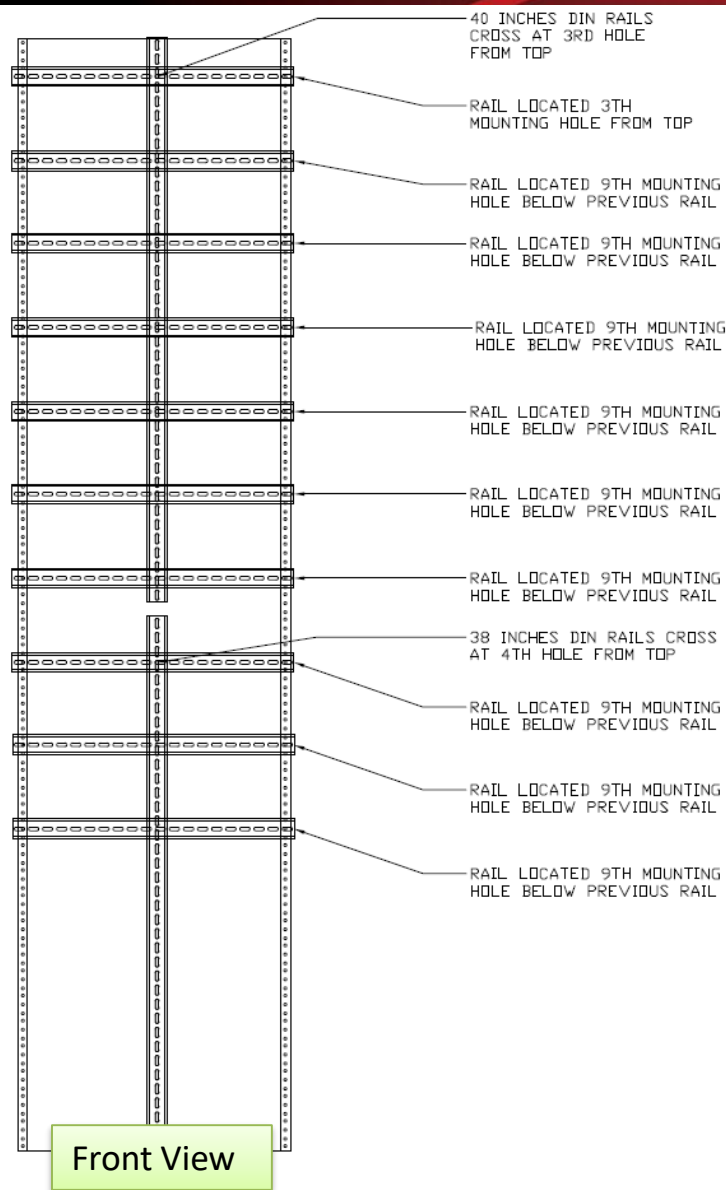 40 INCHES DIN RAILS
CROSS AT 3RD HOLE
FROM TOP
RAIL LOCATED 3TH
MOUNTING HOLE FROM TOP
RAIL LOCATED 9TH MOUNTING
HOLE BELOW PREVIOUS RAIL
RAIL LOCATED 9TH MOUNTING
HOLE BELOW PREVIOUS RAIL
RAIL LOCATED 9TH MOUNTING
HOLE BELOW PREVIOUS RAIL
RAIL LOCATED 9TH MOUNTING
HOLE BELOW PREVIOUS RAIL
RAIL LOCATED 9TH MOUNTING
HOLE BELOW PREVIOUS RAIL
RAIL LOCATED 9TH MOUNTING
HOLE BELOW PREVIOUS RAIL
38 INCHES DIN RAILS CROSS
AT 4TH HOLE FROM TOP
RAIL LOCATED 9TH MOUNTING
HOLE BELOW PREVIOUS RAIL
RAIL LOCATED 9TH MOUNTING
HOLE BELOW PREVIOUS RAIL
RAIL LOCATED 9TH MOUNTING
HOLE BELOW PREVIOUS RAIL
Front View